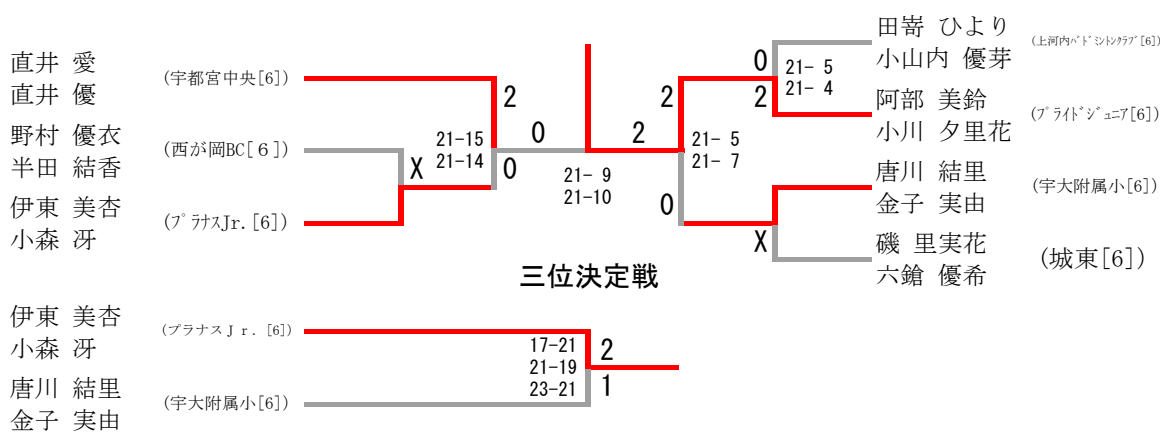 直井 愛
直井 優
(宇都宮中央[6])
野村 優衣
半田 結香
(西が岡BC[６])
伊東 美杏
小森 冴
(プラナスJr.[6])
2
21-15
21-14
0
X
0
2
21- 9
21-10
田嵜 ひより
小山内 優芽
(上河内バドミントンクラブ[6])
阿部 美鈴
小川 夕里花
(プライドジュニア[6])
唐川 結里
金子 実由
(宇大附属小[6])
磯 里実花
六鎗 優希
(城東[6])
0
21- 5
21- 4
2
2
21- 5
21- 7
0
X
三位決定戦
伊東 美杏
小森 冴
(プラナスＪｒ．[6])
唐川 結里
金子 実由
(宇大附属小[6])
17-21
21-19
23-21
2
1